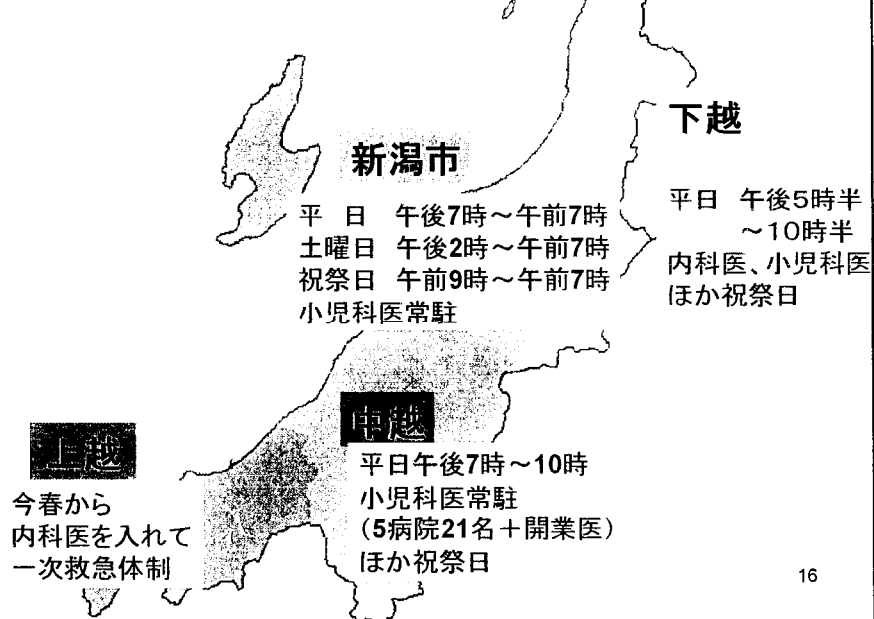 下越
平日 午後5時半
～10時半
内科医、小児科医
ほか祝祭日
新潟市
平 日 午後7時～午前7時
土曜日 午後2時～午前7時
祝祭日 午前9時～午前7時
小児科医常駐
中越
平日午後7時～10時
小児科医常駐
(5病院21名＋開業医)
ほか祝祭日
上越
今春から
内科医を入れて
一次救急体制
16